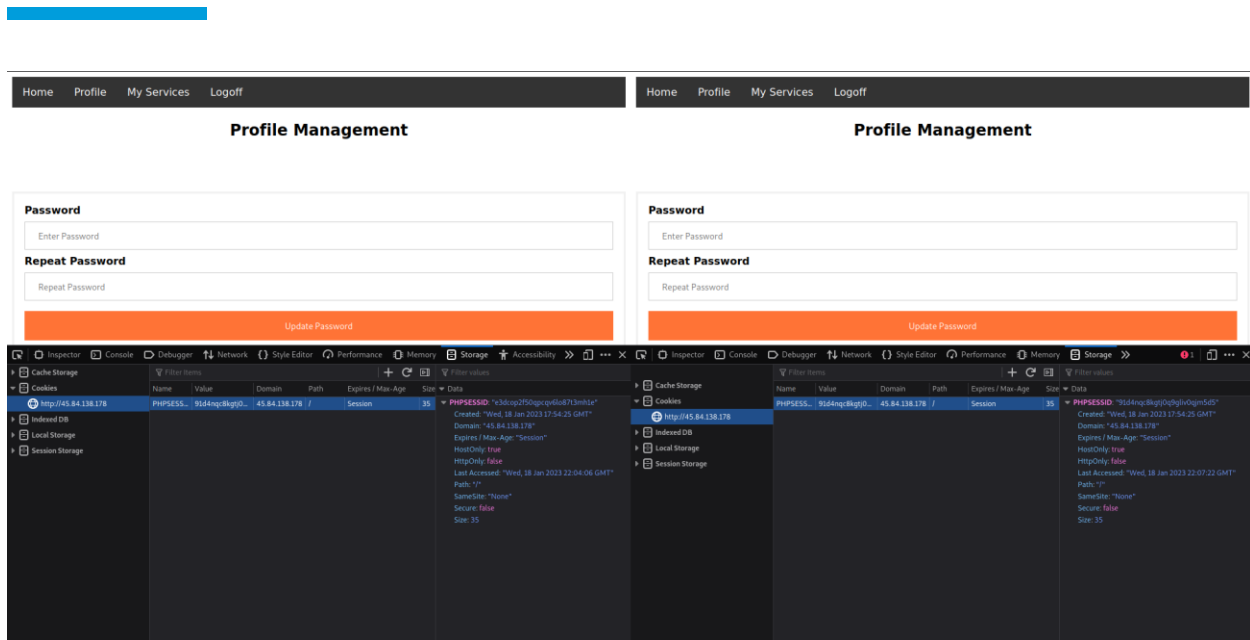 Home Profile My Services Logoff
Profile Management
Password
Enter Password
Repeat Password
Repeat Password
Update Password
Inspector Console Debugger Network Style Editor Performance Memory Storage Accessibility
Cache Storage
Cookies
http://45.84.138.178
Indexed DB
Local Storage
Session Storage
Filter Items
Name Value Domain Path Expires / Max-Age Size
PHPSESS... 91d4nqc8kgtj0... 45.84.138.178 / Session 35
Filter values
Data
PHPSESSID: "e3dcop2f50qpcqv6lo87t3mh1e"
Created: "Wed, 18 Jan 2023 17:54:25 GMT"
Domain: "45.84.138.178"
Expires / Max-Age: "Session"
HostOnly: true
HttpOnly: false
Last Accessed: "Wed, 18 Jan 2023 22:04:06 GMT"
Path: "/"
SameSite: "None"
Secure: false
Size: 35
Home Profile My Services Logoff
Profile Management
Password
Enter Password
Repeat Password
Repeat Password
Update Password
Inspector Console Debugger Network Style Editor Performance Memory Storage 1
Cache Storage
Cookies
http://45.84.138.178
Indexed DB
Local Storage
Session Storage
Filter Items
Name Value Domain Path Expires / Max-Age Size
PHPSESS... 91d4nqc8kgtj0... 45.84.138.178 / Session 35
Filter values
Data
PHPSESSID: "91d4nqc8kgtj0q9gliv0qjm5d5"
Created: "Wed, 18 Jan 2023 17:54:25 GMT"
Domain: "45.84.138.178"
Expires / Max-Age: "Session"
HostOnly: true
HttpOnly: false
Last Accessed: "Wed, 18 Jan 2023 22:07:22 GMT"
Path: "/"
SameSite: "None"
Secure: false
Size: 35